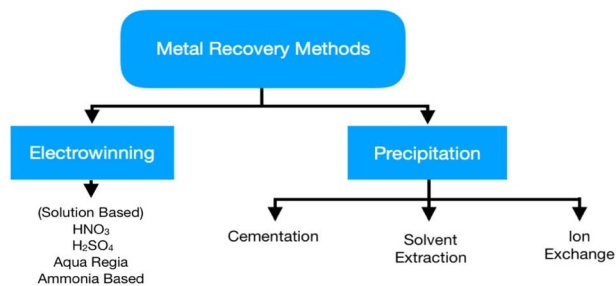 Metal Recovery Methods
Electrowinning
Precipitation
(Solution Based)
HNO₃
H₂SO₄
Aqua Regia
Ammonia Based
Cementation
Solvent
Extraction
Ion
Exchange